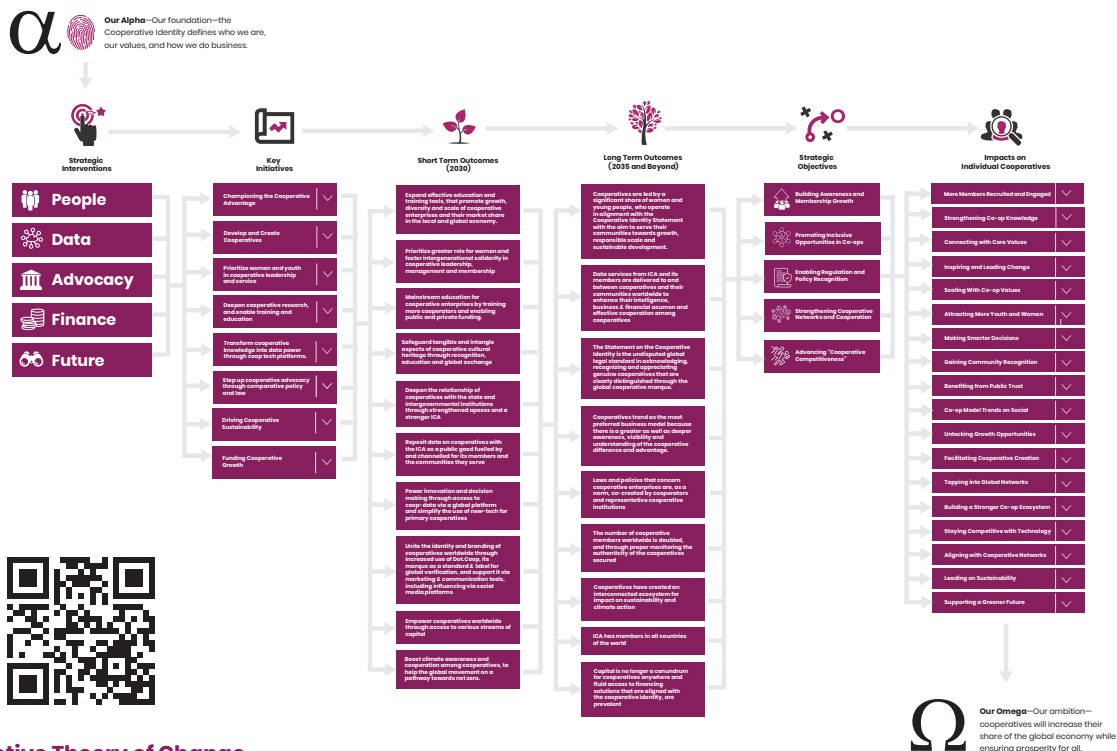 α
Our Alpha—Our foundation—the
Cooperative Identity defines who we are,
our values, and how we do business.
Strategic
Interventions
People
Data
Advocacy
Finance
Future
Key
Initiatives
Championing the Cooperative
Advantage
Develop and Create
Cooperatives
Prioritize women and youth
in cooperative leadership
and service
Deepen cooperative research,
and enable training and
education
Transform cooperative
knowledge into data power
through coop tech platforms.
Step up cooperative advocacy
through comparative policy
and law
Driving Cooperative
Sustainability
Funding Cooperative
Growth
Short Term Outcomes
(2030)
Expand effective education and
training tools, that promote growth,
diversity and scale of cooperative
enterprises and their market share
in the local and global economy.
Prioritize greater role for women and
foster intergenerational solidarity in
cooperative leadership,
management and membership
Mainstream education for
cooperative enterprises by training
more cooperators and enabling
public and private funding.
Safeguard tangible and intangle
aspects of cooperative cultural
heritage through recognition,
education and global exchange
Deepen the relationship of
cooperatives with the state and
intergovernmental institutions
through strengthened apexes and a
stronger ICA
Reposit data on cooperatives with
the ICA as a public good fuelled by
and channelled for its members and
the communities they serve
Power innovation and decision
making through access to
coop-data via a global platform
and simplify the use of new-tech for
primary cooperatives
Unite the identity and branding of
cooperatives worldwide through
increased use of Dot.Coop, its
marque as a standard & label for
global verification, and support it via
marketing & communication tools,
including influencing via social
media platforms
Empower cooperatives worldwide
through access to various streams of
capital
Boost climate awareness and
cooperation among cooperatives, to
help the global movement on a
pathway towards net zero.
Long Term Outcomes
(2035 and Beyond)
Cooperatives are led by a
significant share of women and
young people, who operate
in alignment with the
Cooperative Identity Statement
with the aim to serve their
communities towards growth,
responsible scale and
sustainable development.
Data services from ICA and its
members are delivered to and
between cooperatives and their
communities worldwide to
enhance their intelligence,
business & financial acumen and
effective cooperation among
cooperatives
The Statement on the Cooperative
Identity is the undisputed global
legal standard in acknowledging,
recognizing and appreciating
genuine cooperatives that are
clearly distinguished through the
global cooperative marque.
Cooperatives trend as the most
preferred business model because
there is a greater as well as deeper
awareness, visibility and
understanding of the cooperative
difference and advantage.
Laws and policies that concern
cooperative enterprises are, as a
norm, co-created by cooperators
and representative cooperative
institutions
The number of cooperative
members worldwide is doubled,
and through proper monitoring the
authenticity of the cooperatives
secured
Cooperatives have created an
interconnected ecosystem for
impact on sustainability and
climate action
ICA has members in all countries
of the world
Capital is no longer a conundrum
for cooperatives anywhere and
fluid access to financing
solutions that are aligned with
the cooperative identity, are
prevalent
Strategic
Objectives
Building Awareness and
Membership Growth
Promoting Inclusive
Opportunities in Co-ops
Enabling Regulation and
Policy Recognition
Strengthening Cooperative
Networks and Cooperation
Advancing "Cooperative
Competitiveness"
Impacts on
Individual Cooperatives
More Members Recruited and Engaged
Strengthening Co-op Knowledge
Connecting with Core Values
Inspiring and Leading Change
Scaling With Co-op Values
Attracting More Youth and Women
Making Smarter Decisions
Gaining Community Recognition
Benefiting from Public Trust
Co-op Model Trends on Social
Unlocking Growth Opportunities
Facilitating Cooperative Creation
Tapping into Global Networks
Building a Stronger Co-op Ecosystem
Staying Competitive with Technology
Aligning with Cooperative Networks
Leading on Sustainability
Supporting a Greener Future
Ω
Our Omega—Our ambition—
cooperatives will increase their
share of the global economy while
ensuring prosperity for all.
Theory of Change